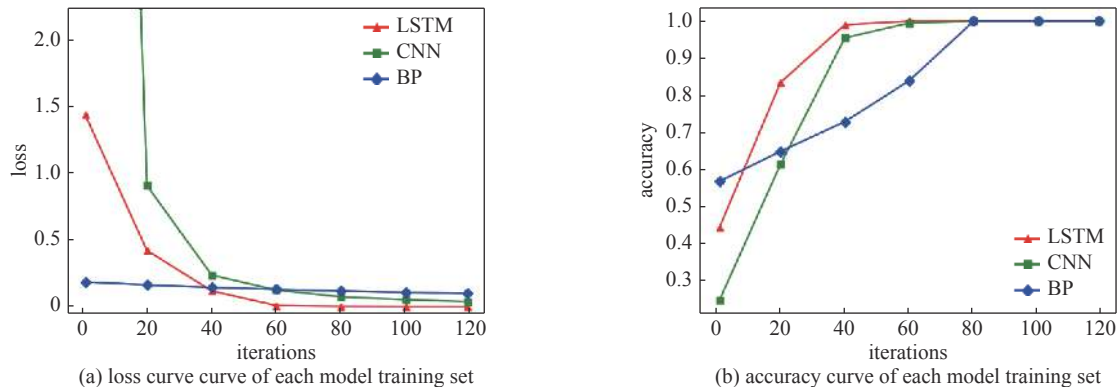 2.0
1.5
1.0
0.5
0
loss
LSTM
CNN
BP
0 20 40 60 80 100 120
iterations
(a) loss curve curve of each model training set
1.0
0.9
0.8
0.7
0.6
0.5
0.4
0.3
accuracy
LSTM
CNN
BP
0 20 40 60 80 100 120
iterations
(b) accuracy curve of each model training set